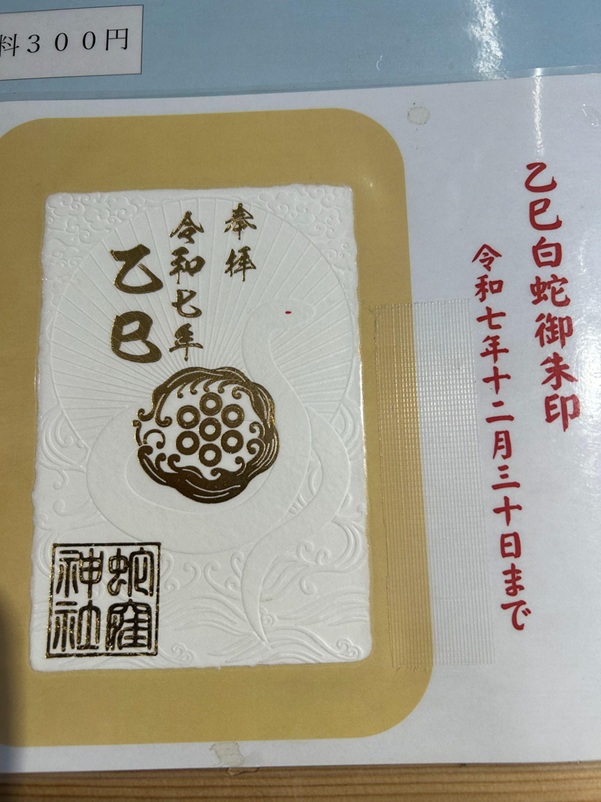 料３００円
乙巳白蛇御朱印
令和七年十二月三十日まで
奉拝
令和七年
乙巳
蛇窪
神社